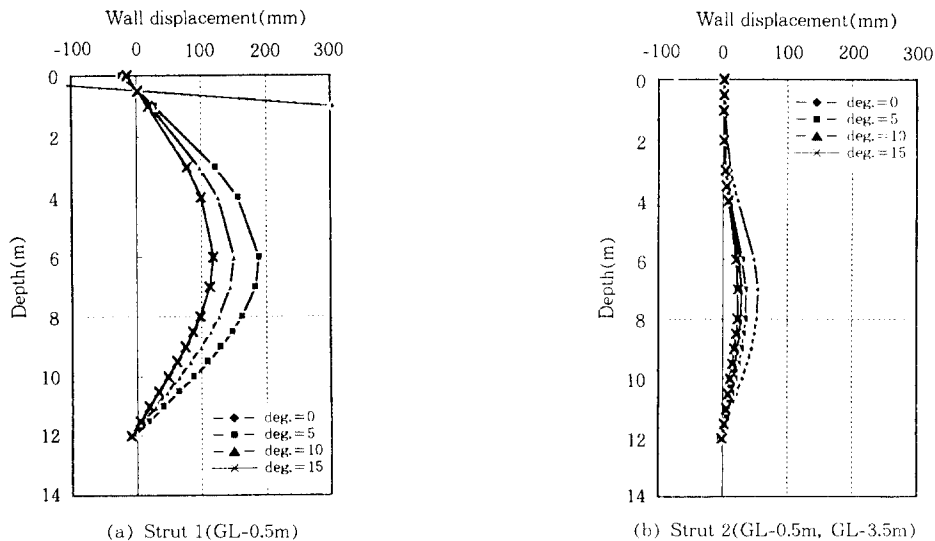 Wall displacement(mm)
-100 0 100 200 300
0
2
4
6
8
10
12
14
Depth(m)
deg.=0
deg.=5
deg.=10
deg.=15
(a) Strut 1(GL-0.5m)
Wall displacement(mm)
-100 0 100 200 300
0
2
4
6
8
10
12
14
Depth(m)
deg.=0
deg.=5
deg.=10
deg.=15
(b) Strut 2(GL-0.5m, GL-3.5m)